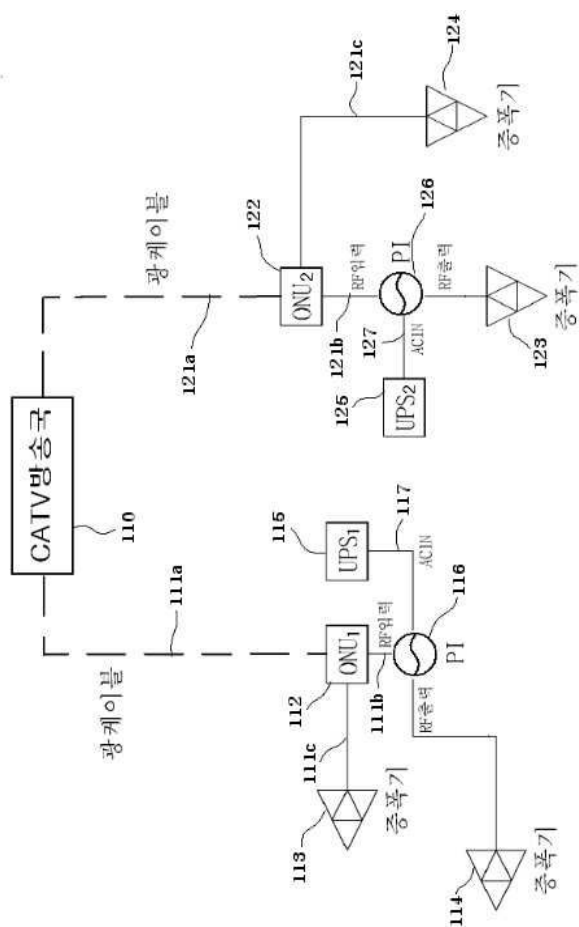 CATV방송국
110
광케이블
111a
광케이블
121a
112
ONU1
111c
113
증폭기
111b
RF입력
115
UPS1
117
ACIN
116
PI
RF출력
114
증폭기
122
ONU2
121c
124
증폭기
121b
RF입력
126
PI
125
UPS2
127
ACIN
RF출력
123
증폭기